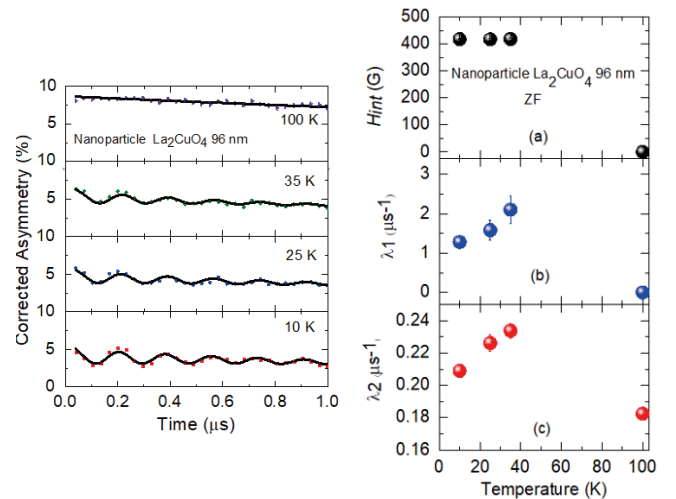 Corrected Asymmetry (%)
10
5
100 K
Nanoparticle La₂CuO₄ 96 nm
10
5
35 K
10
5
25 K
10
5
10 K
0
0.0 0.2 0.4 0.6 0.8 1.0
Time (μs)
Hint (G)
500
400
300
200
100
0
Nanoparticle La₂CuO₄ 96 nm
ZF
(a)
λ1 (μs-1)
3
2
1
0
(b)
λ2 (μs-1)
0.24
0.22
0.20
0.18
0.16
(c)
0 20 40 60 80 100
Temperature (K)